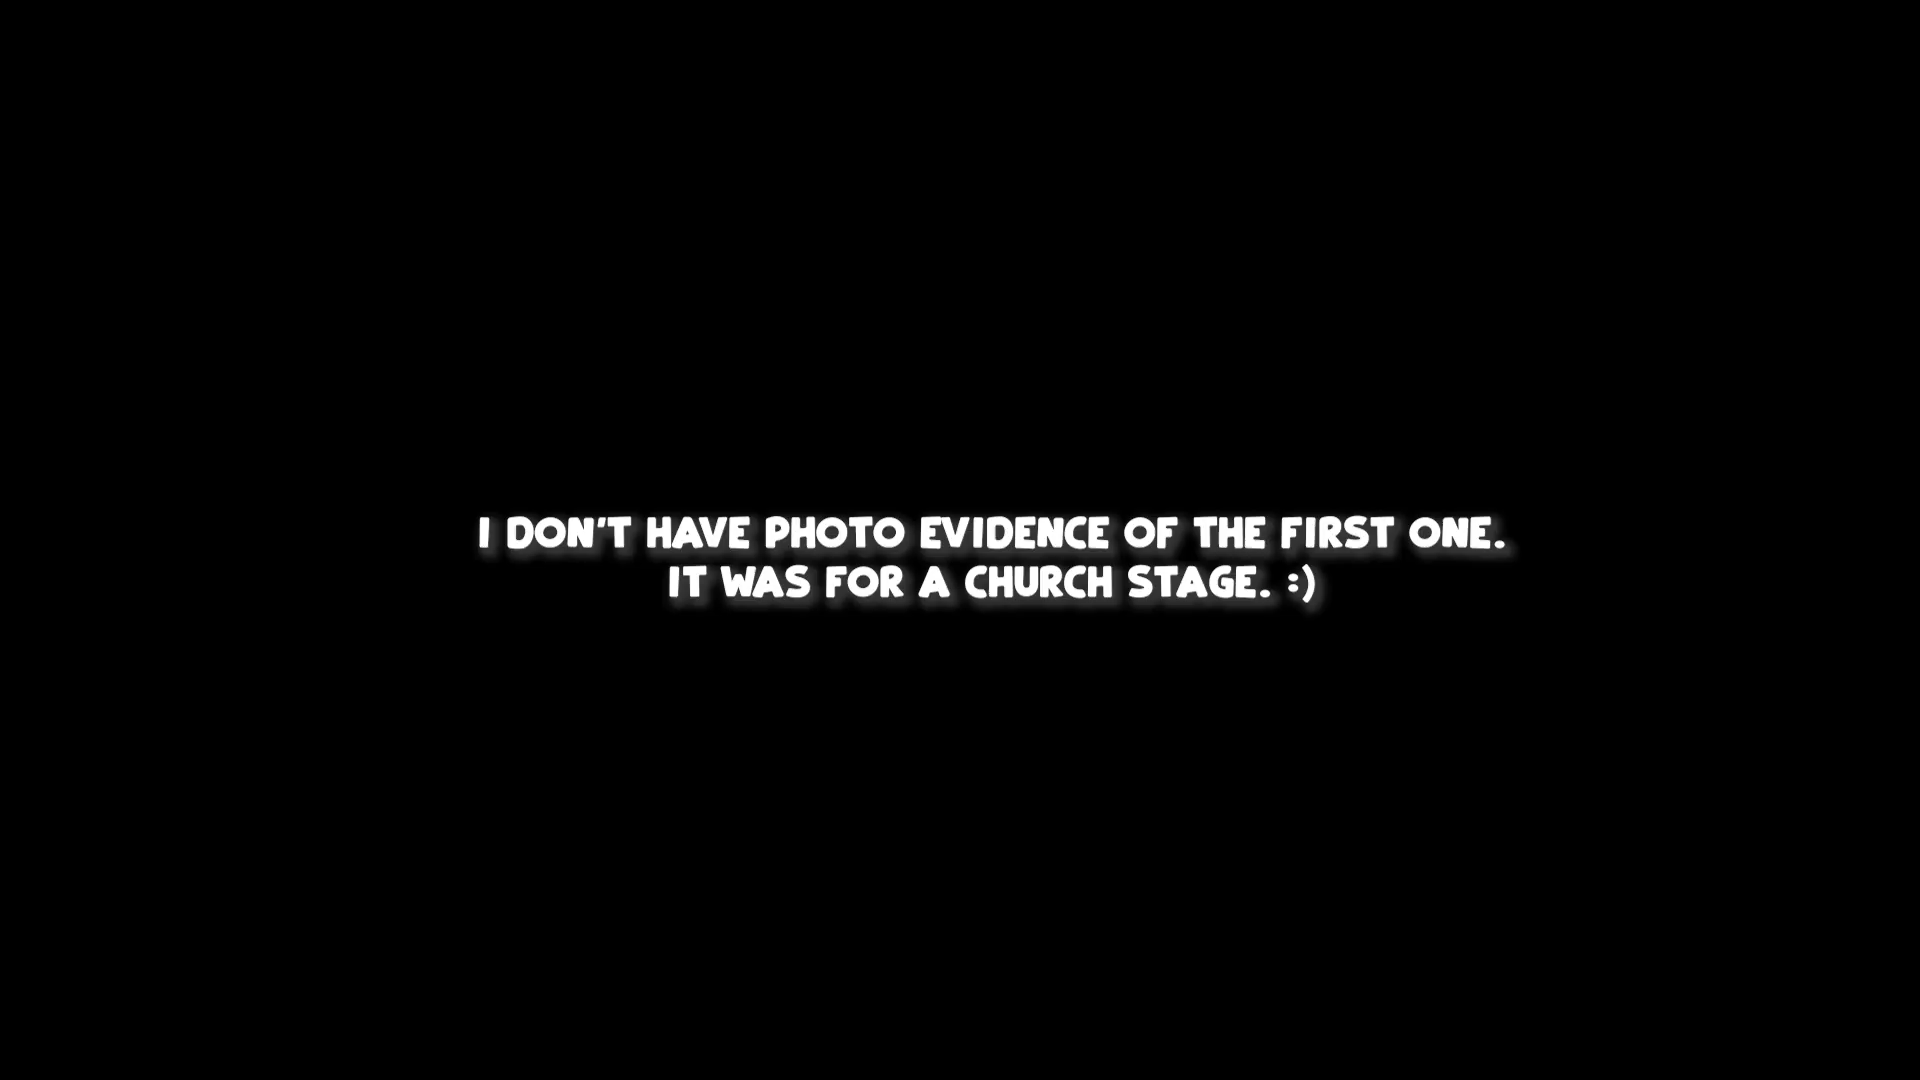 I DON'T HAVE PHOTO EVIDENCE OF THE FIRST ONE.
IT WAS FOR A CHURCH STAGE. :)